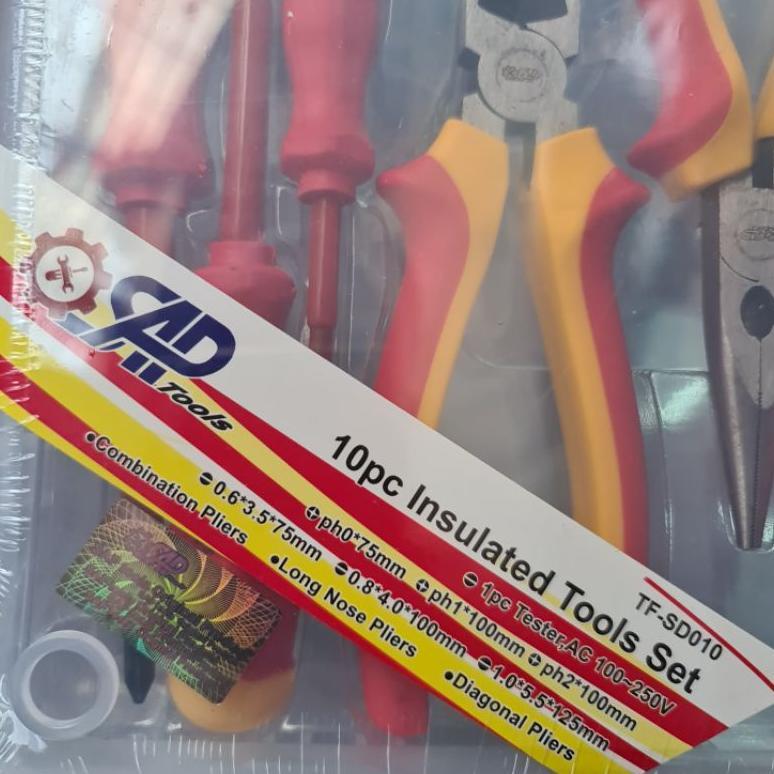 SAD
Tools
10pc Insulated Tools Set
TF-SD010
1pc Tester,AC 100~250V
ph0*75mm ph1*100mm ph2*100mm
0.6*3.5*75mm 0.8*4.0*100mm 1.0*5.5*125mm
•Combination Pliers •Long Nose Pliers •Diagonal Pliers